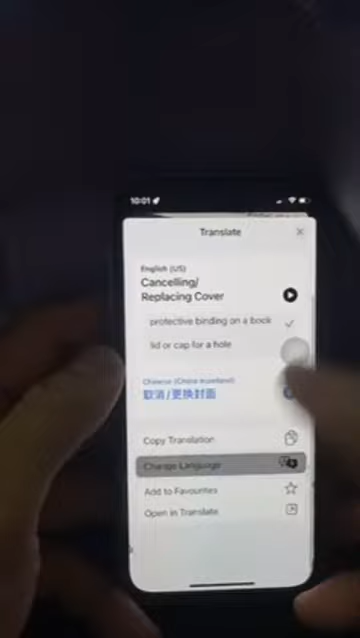 10:01
Translate
English (US)
Cancelling/
Replacing Cover
protective binding on a book
lid or cap for a hole
Chinese (China mainland)
取消/更换封面
Copy Translation
Change Language
Add to Favourites
Open in Translate